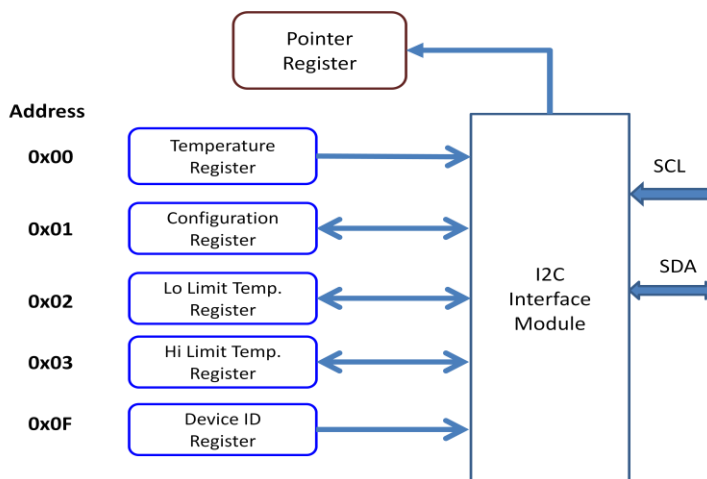 Pointer
Register
Address
0x00
Temperature
Register
SCL
0x01
Configuration
Register
SDA
I2C
Interface
Module
0x02
Lo Limit Temp.
Register
0x03
Hi Limit Temp.
Register
0x0F
Device ID
Register